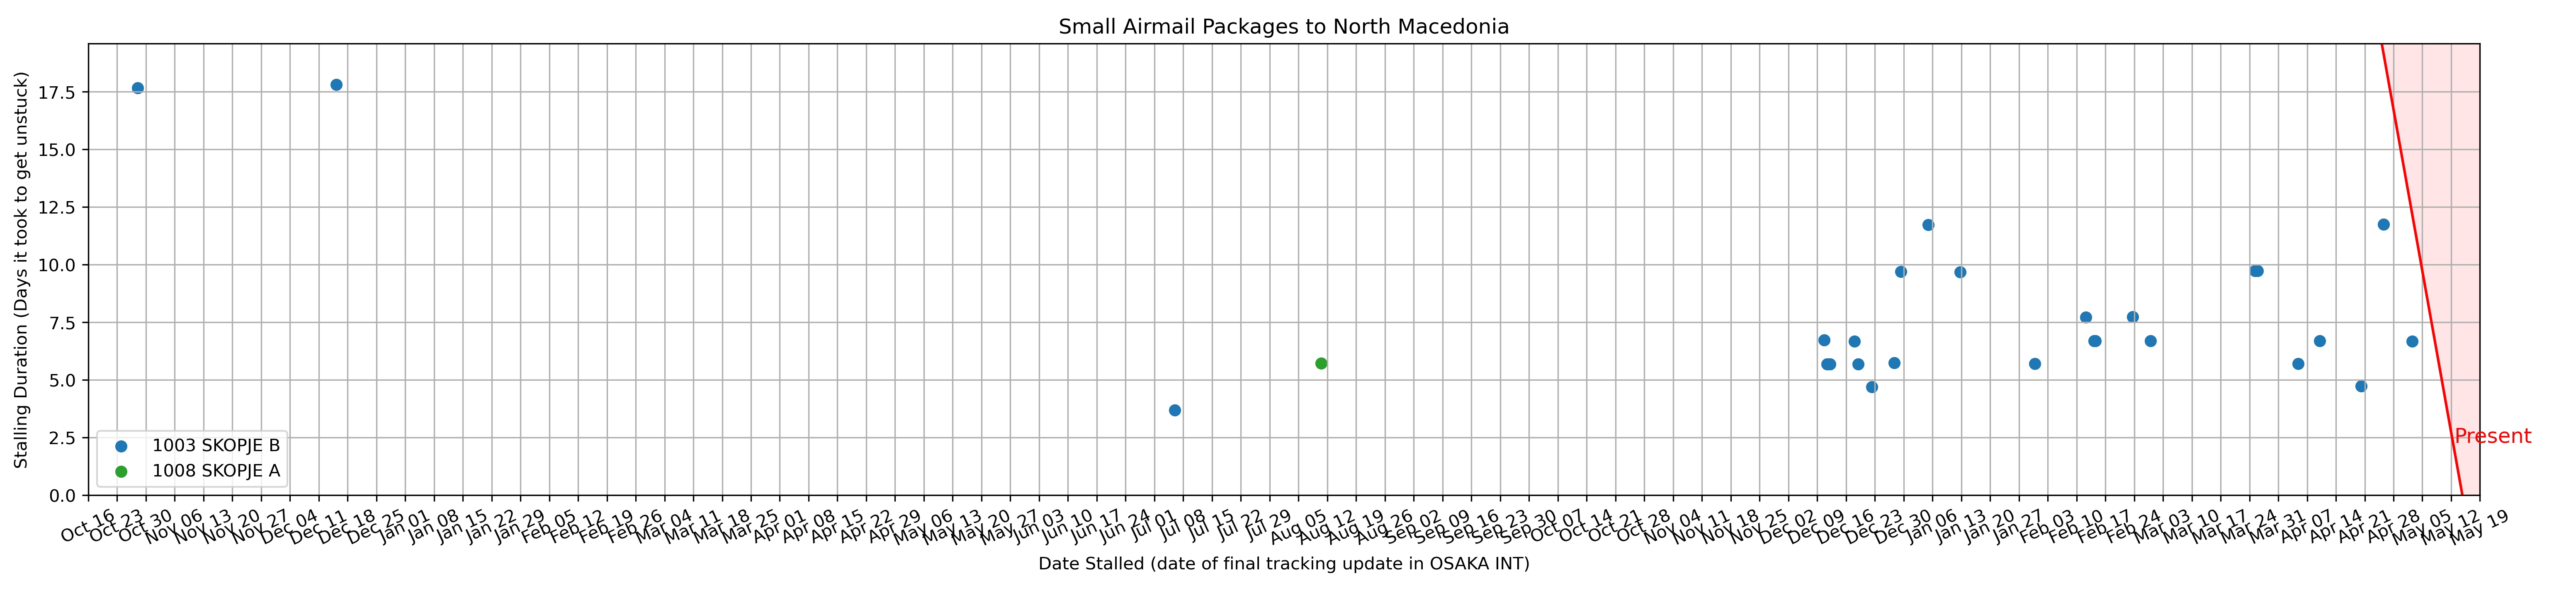 Small Airmail Packages to North Macedonia
Stalling Duration (Days it took to get unstuck)
17.5
15.0
12.5
10.0
7.5
5.0
2.5
0.0
1003 SKOPJE B
1008 SKOPJE A
Present
Oct 16 Oct 23 Oct 30 Nov 06 Nov 13 Nov 20 Nov 27 Dec 04 Dec 11 Dec 18 Dec 25 Jan 01 Jan 08 Jan 15 Jan 22 Jan 29 Feb 05 Feb 12 Feb 19 Feb 26 Mar 04 Mar 11 Mar 18 Mar 25 Apr 01 Apr 08 Apr 15 Apr 22 Apr 29 May 06 May 13 May 20 May 27 Jun 03 Jun 10 Jun 17 Jun 24 Jul 01 Jul 08 Jul 15 Jul 22 Jul 29 Aug 05 Aug 12 Aug 19 Aug 26 Sep 02 Sep 09 Sep 16 Sep 23 Sep 30 Oct 07 Oct 14 Oct 21 Oct 28 Nov 04 Nov 11 Nov 18 Nov 25 Dec 02 Dec 09 Dec 16 Dec 23 Dec 30 Jan 06 Jan 13 Jan 20 Jan 27 Feb 03 Feb 10 Feb 17 Feb 24 Mar 03 Mar 10 Mar 17 Mar 24 Mar 31 Apr 07 Apr 14 Apr 21 Apr 28 May 05 May 12 May 19
Date Stalled (date of final tracking update in OSAKA INT)